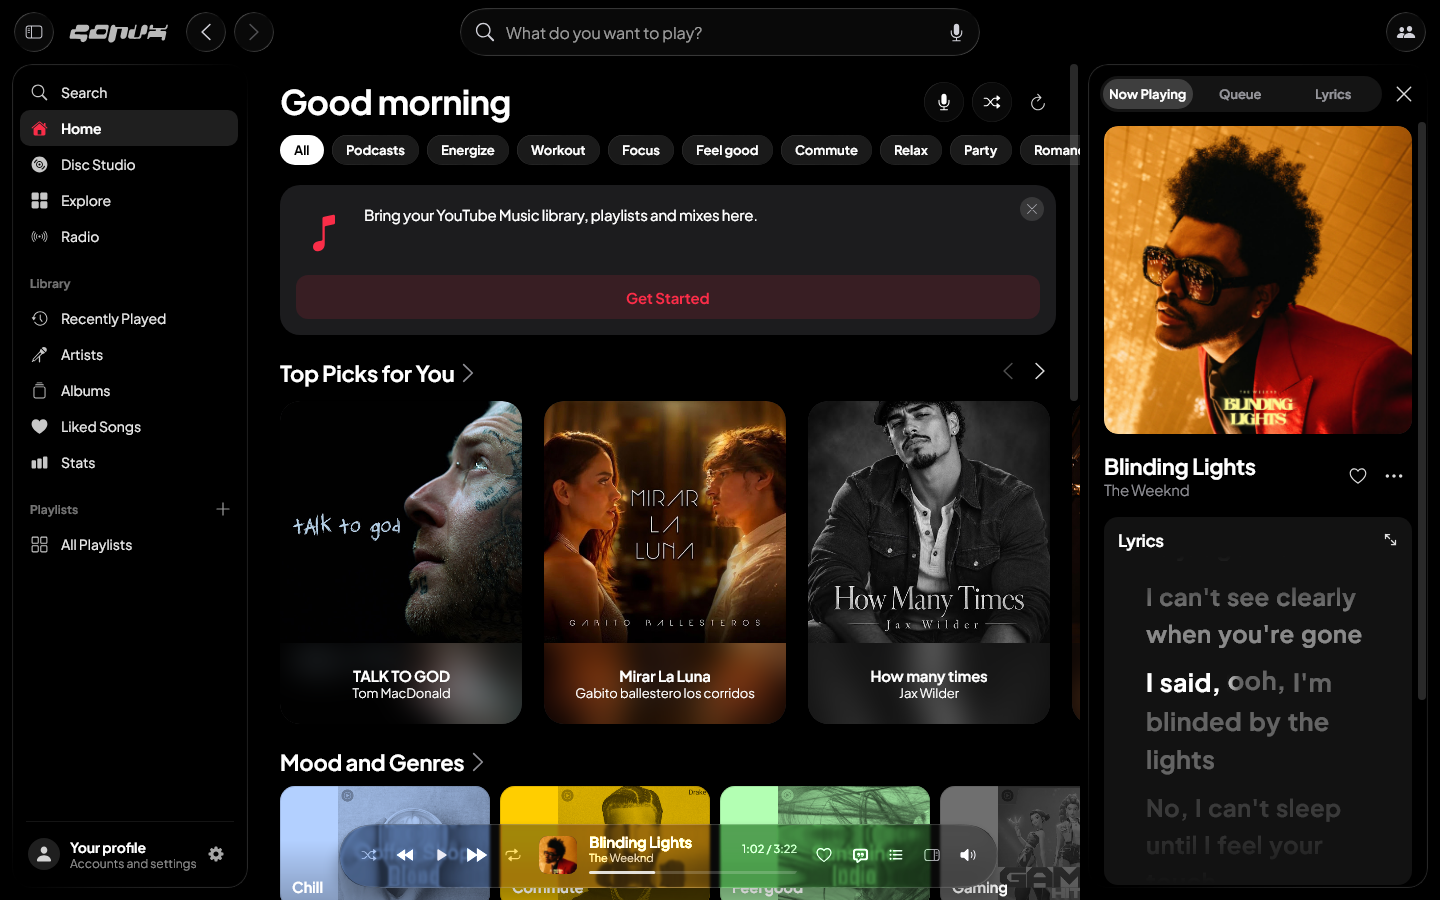 What do you want to play?
Search
Home
Disc Studio
Explore
Radio
Library
Recently Played
Artists
Albums
Liked Songs
Stats
Playlists
All Playlists
Your profile
Accounts and settings
Good morning
All
Podcasts
Energize
Workout
Focus
Feel good
Commute
Relax
Party
Bring your YouTube Music library, playlists and mixes here.
Get Started
Top Picks for You
talk to god
TALK TO GOD
Tom MacDonald
MIRAR
LA
LUNA
GABITO BALLESTEROS
Mirar La Luna
Gabito ballestero los corridos
How Many Times
Jax Wilder
How many times
Jax Wilder
Mood and Genres
Drake
Chill
Commute
Feelgood
Gaming
Blinding Lights
The Weeknd
1:02 / 3:22
Now Playing
Queue
Lyrics
THE WEEKND
BLINDING
LIGHTS
Blinding Lights
The Weeknd
Lyrics
I can't see clearly
when you're gone
I said, ooh, I'm
blinded by the
lights
No, I can't sleep
until I feel your